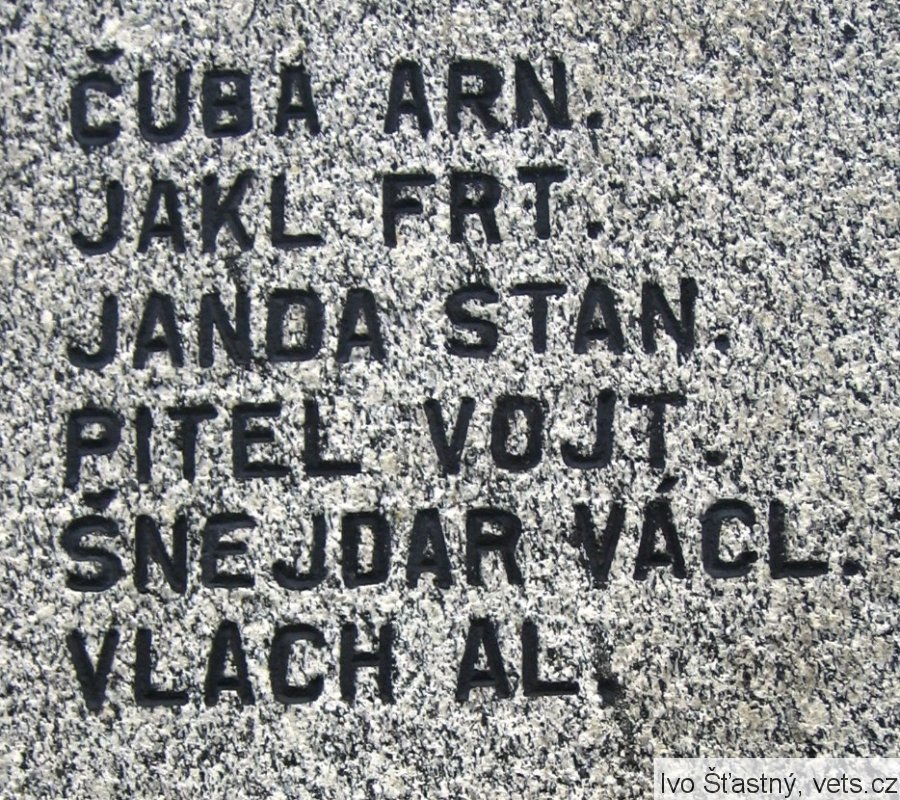 ČUBA ARN.
JAKL FRT.
JANDA STAN.
PITEL VOJT.
ŠNEJDAR VÁCL.
VLACH AL.
Ivo Šťastný, vets.cz